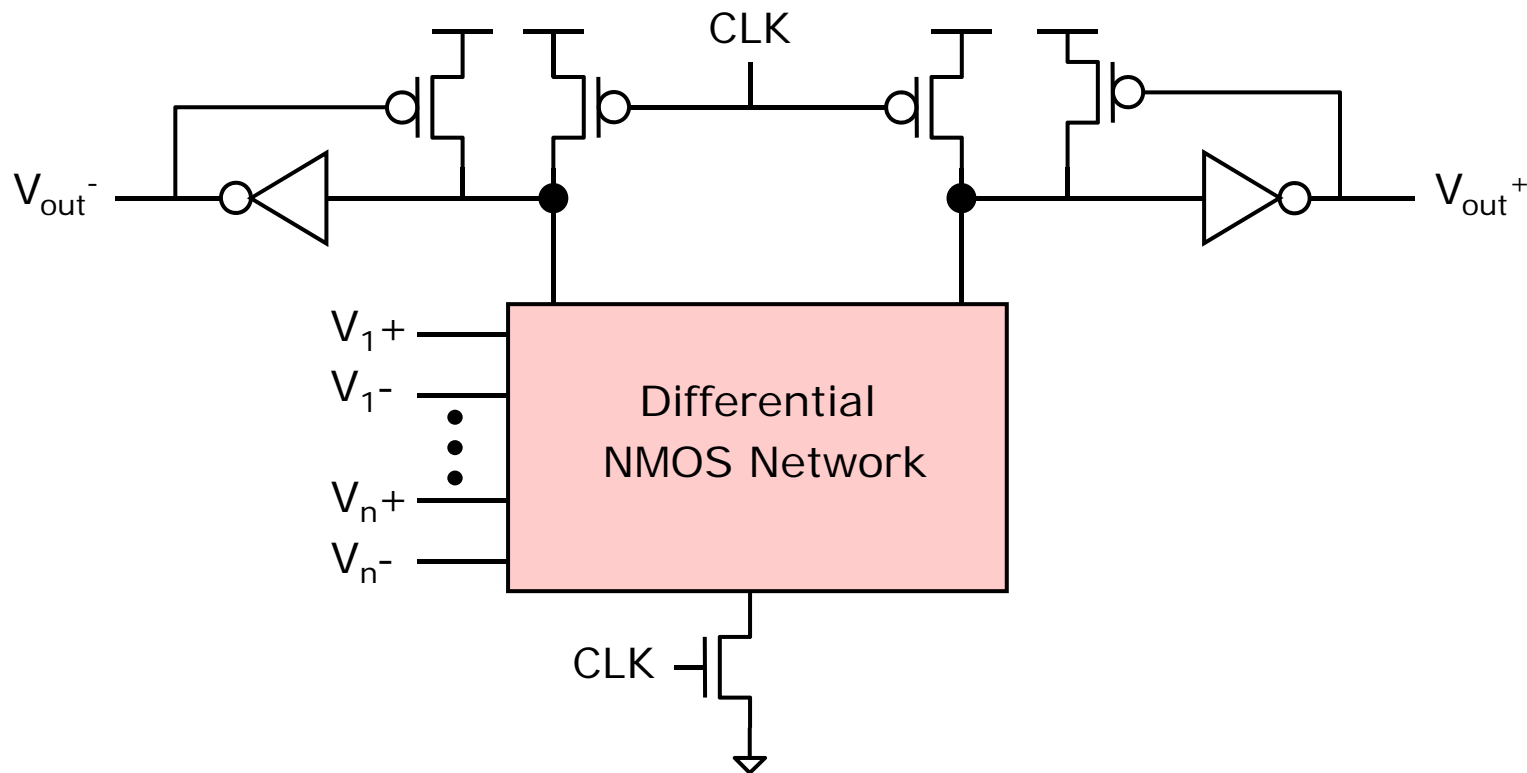 CLK
Vout-
Vout+
V1+
V1-
Vn+
Vn-
Differential
NMOS Network
CLK